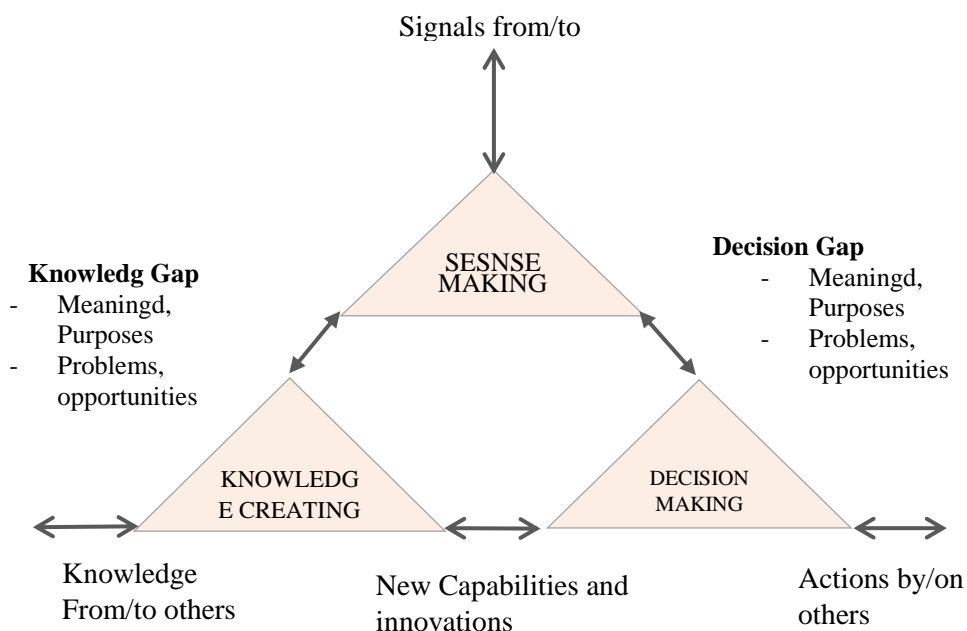 Signals from/to
SESNSE
MAKING
Knowledg Gap
- Meaningd,
Purposes
- Problems,
opportunities
Decision Gap
- Meaning,
Purposes
- Problems,
opportunities
KNOWLEDG
E CREATING
DECISION
MAKING
Knowledge
From/to others
New Capabilities and
innovations
Actions by/on
others